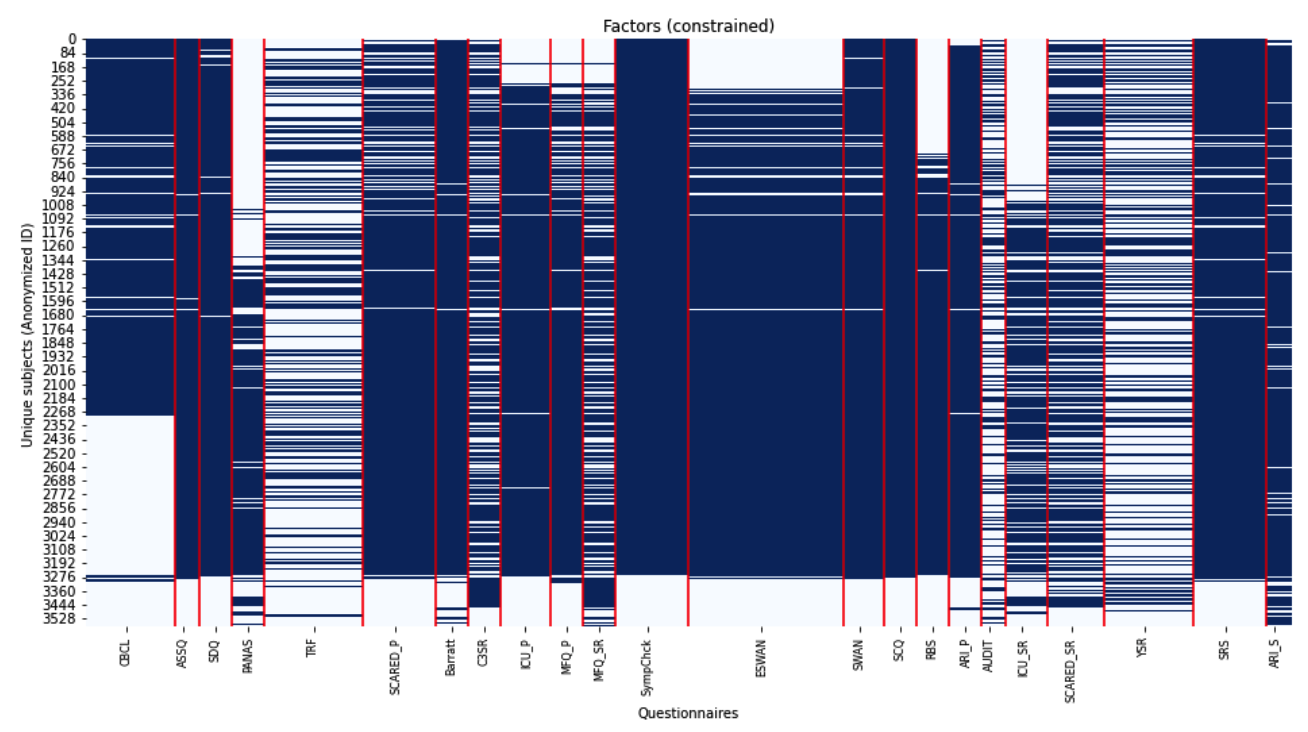 Factors (constrained)
Unique subjects (Anonymized ID)
0
84
168
252
336
420
504
588
672
756
840
924
1008
1092
1176
1260
1344
1428
1512
1596
1680
1764
1848
1932
2016
2100
2184
2268
2352
2436
2520
2604
2688
2772
2856
2940
3024
3108
3192
3276
3360
3444
3528
CBCL
ASSQ
SDQ
PANAS
TRF
SCARED_P
Barratt
C3SR
ICU_P
MFQ_P
MFQ_SR
SympChck
ESWAN
SWAN
SCQ
RBS
ARI_P
AUDIT
ICU_SR
SCARED_SR
YSR
SRS
ARI_S
Questionnaires